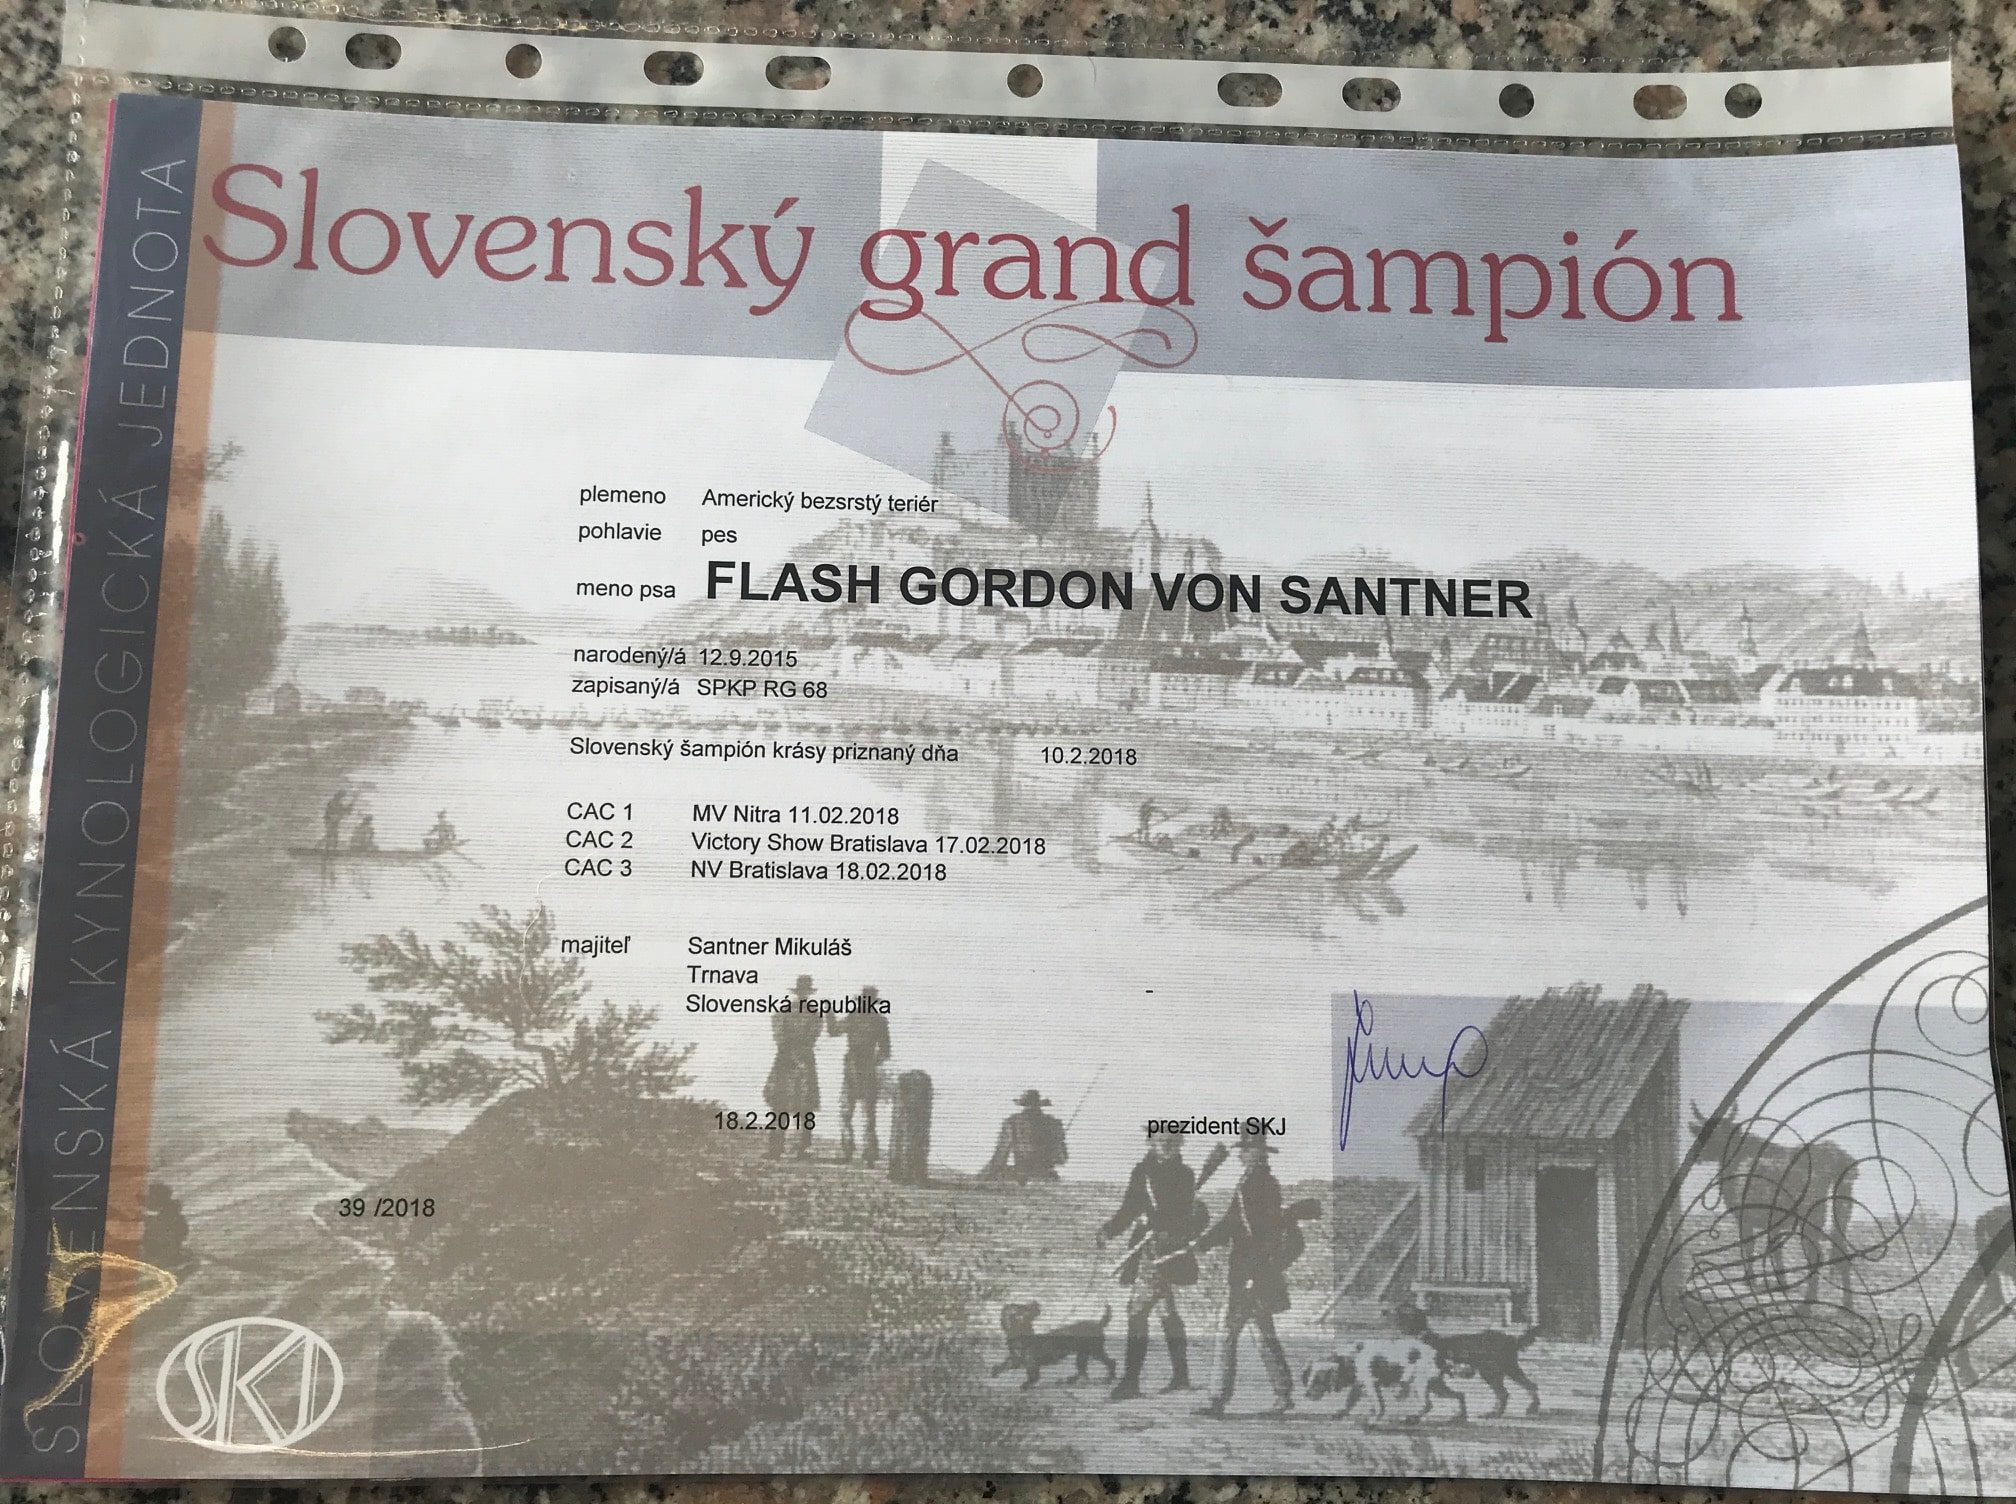 Slovenský grand šampión
SLOVENSKÁ KYNOLOGICKÁ JEDNOTA
plemeno Americký bezsrstý teriér
pohlavie pes
meno psa FLASH GORDON VON SANTNER
narodený/á 12.9.2015
zapisaný/á SPKP RG 68
Slovenský šampión krásy priznaný dňa 10.2.2018
CAC 1 MV Nitra 11.02.2018
CAC 2 Victory Show Bratislava 17.02.2018
CAC 3 NV Bratislava 18.02.2018
majiteľ Santner Mikuláš
Trnava
Slovenská republika
-
18.2.2018 prezident SKJ
39 /2018
SKJ